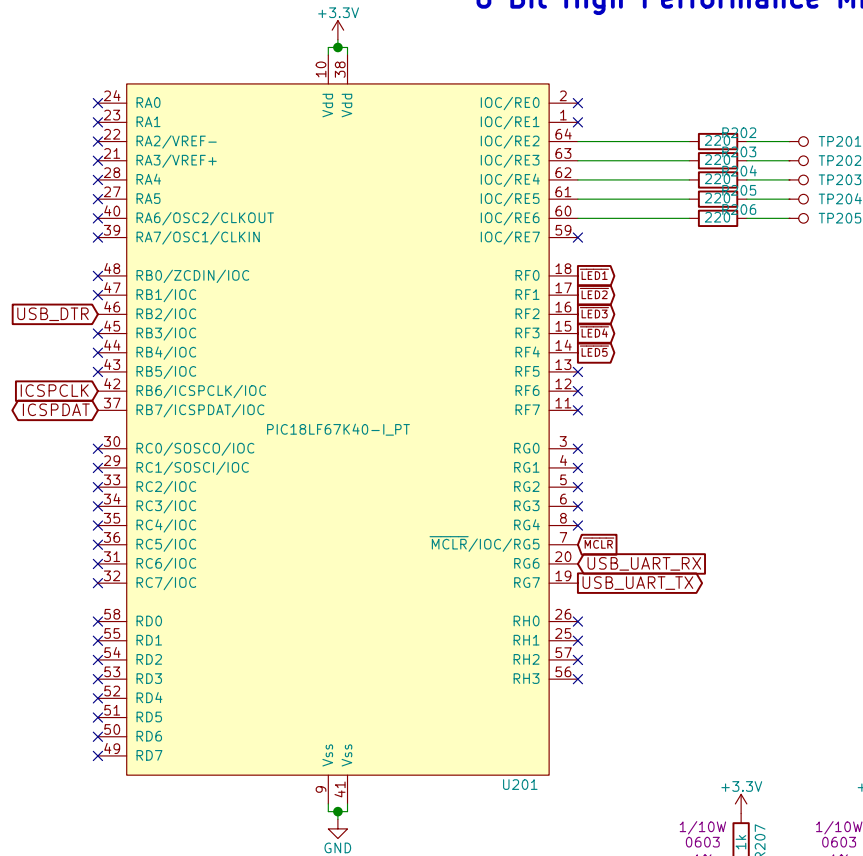 +3.3V
10 38
Vdd Vdd
24 RA0 IOC/RE0 2
23 RA1 IOC/RE1 1
22 RA2/VREF- IOC/RE2 64 220 R202 TP201
21 RA3/VREF+ IOC/RE3 63 220 R203 TP202
28 RA4 IOC/RE4 62 220 R204 TP203
27 RA5 IOC/RE5 61 220 R205 TP204
40 RA6/OSC2/CLKOUT IOC/RE6 60 220 R206 TP205
39 RA7/OSC1/CLKIN IOC/RE7 59
48 RB0/ZCDIN/IOC RF0 18 LED1
47 RB1/IOC RF1 17 LED2
USB_DTR 46 RB2/IOC RF2 16 LED3
45 RB3/IOC RF3 15 LED4
44 RB4/IOC RF4 14 LED5
43 RB5/IOC RF5 13
ICSPCLK 42 RB6/ICSPCLK/IOC RF6 12
ICSPDAT 37 RB7/ICSPDAT/IOC RF7 11
PIC18LF67K40-I_PT
30 RC0/SOSCO/IOC RG0 3
29 RC1/SOSCI/IOC RG1 4
33 RC2/IOC RG2 5
34 RC3/IOC RG3 6
35 RC4/IOC RG4 8
36 RC5/IOC MCLR/IOC/RG5 7 MCLR
31 RC6/IOC RG6 20 USB_UART_RX
32 RC7/IOC RG7 19 USB_UART_TX
58 RD0 RH0 26
55 RD1 RH1 25
54 RD2 RH2 57
53 RD3 RH3 56
52 RD4
51 RD5
50 RD6
49 RD7
Vss Vss
9 41
U201
GND
+3.3V
1/10W 1k R207 1/10W
0603 0603